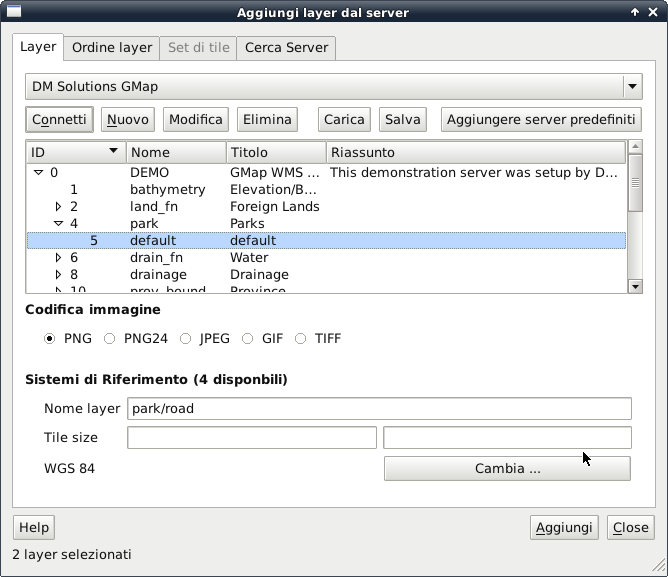 Aggiungi layer dal server
Layer Ordine layer Set di tile Cerca Server
DM Solutions GMap
Connetti Nuovo Modifica Elimina Carica Salva Aggiungere server predefiniti
ID Nome Titolo Riassunto
0 DEMO GMap WMS ... This demonstration server was setup by D...
1 bathymetry Elevation/B...
2 land_fn Foreign Lands
4 park Parks
5 default default
6 drain_fn Water
8 drainage Drainage
10 prov_bound Province
Codifica immagine
PNG PNG24 JPEG GIF TIFF
Sistemi di Riferimento (4 disponbili)
Nome layer park/road
Tile size
WGS 84 Cambia ...
Help Aggiungi Close
2 layer selezionati